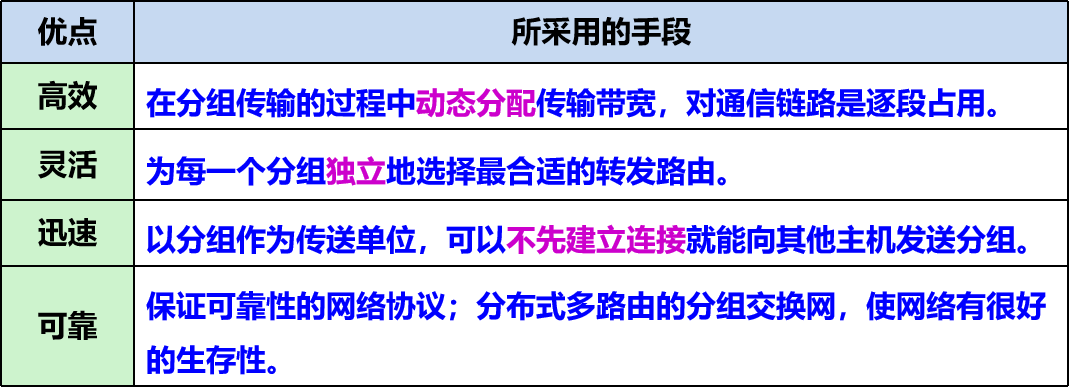 优点 所采用的手段
高效 在分组传输的过程中动态分配传输带宽，对通信链路是逐段占用。
灵活 为每一个分组独立地选择最合适的转发路由。
迅速 以分组作为传送单位，可以不先建立连接就能向其他主机发送分组。
可靠 保证可靠性的网络协议；分布式多路由的分组交换网，使网络有很好
的生存性。